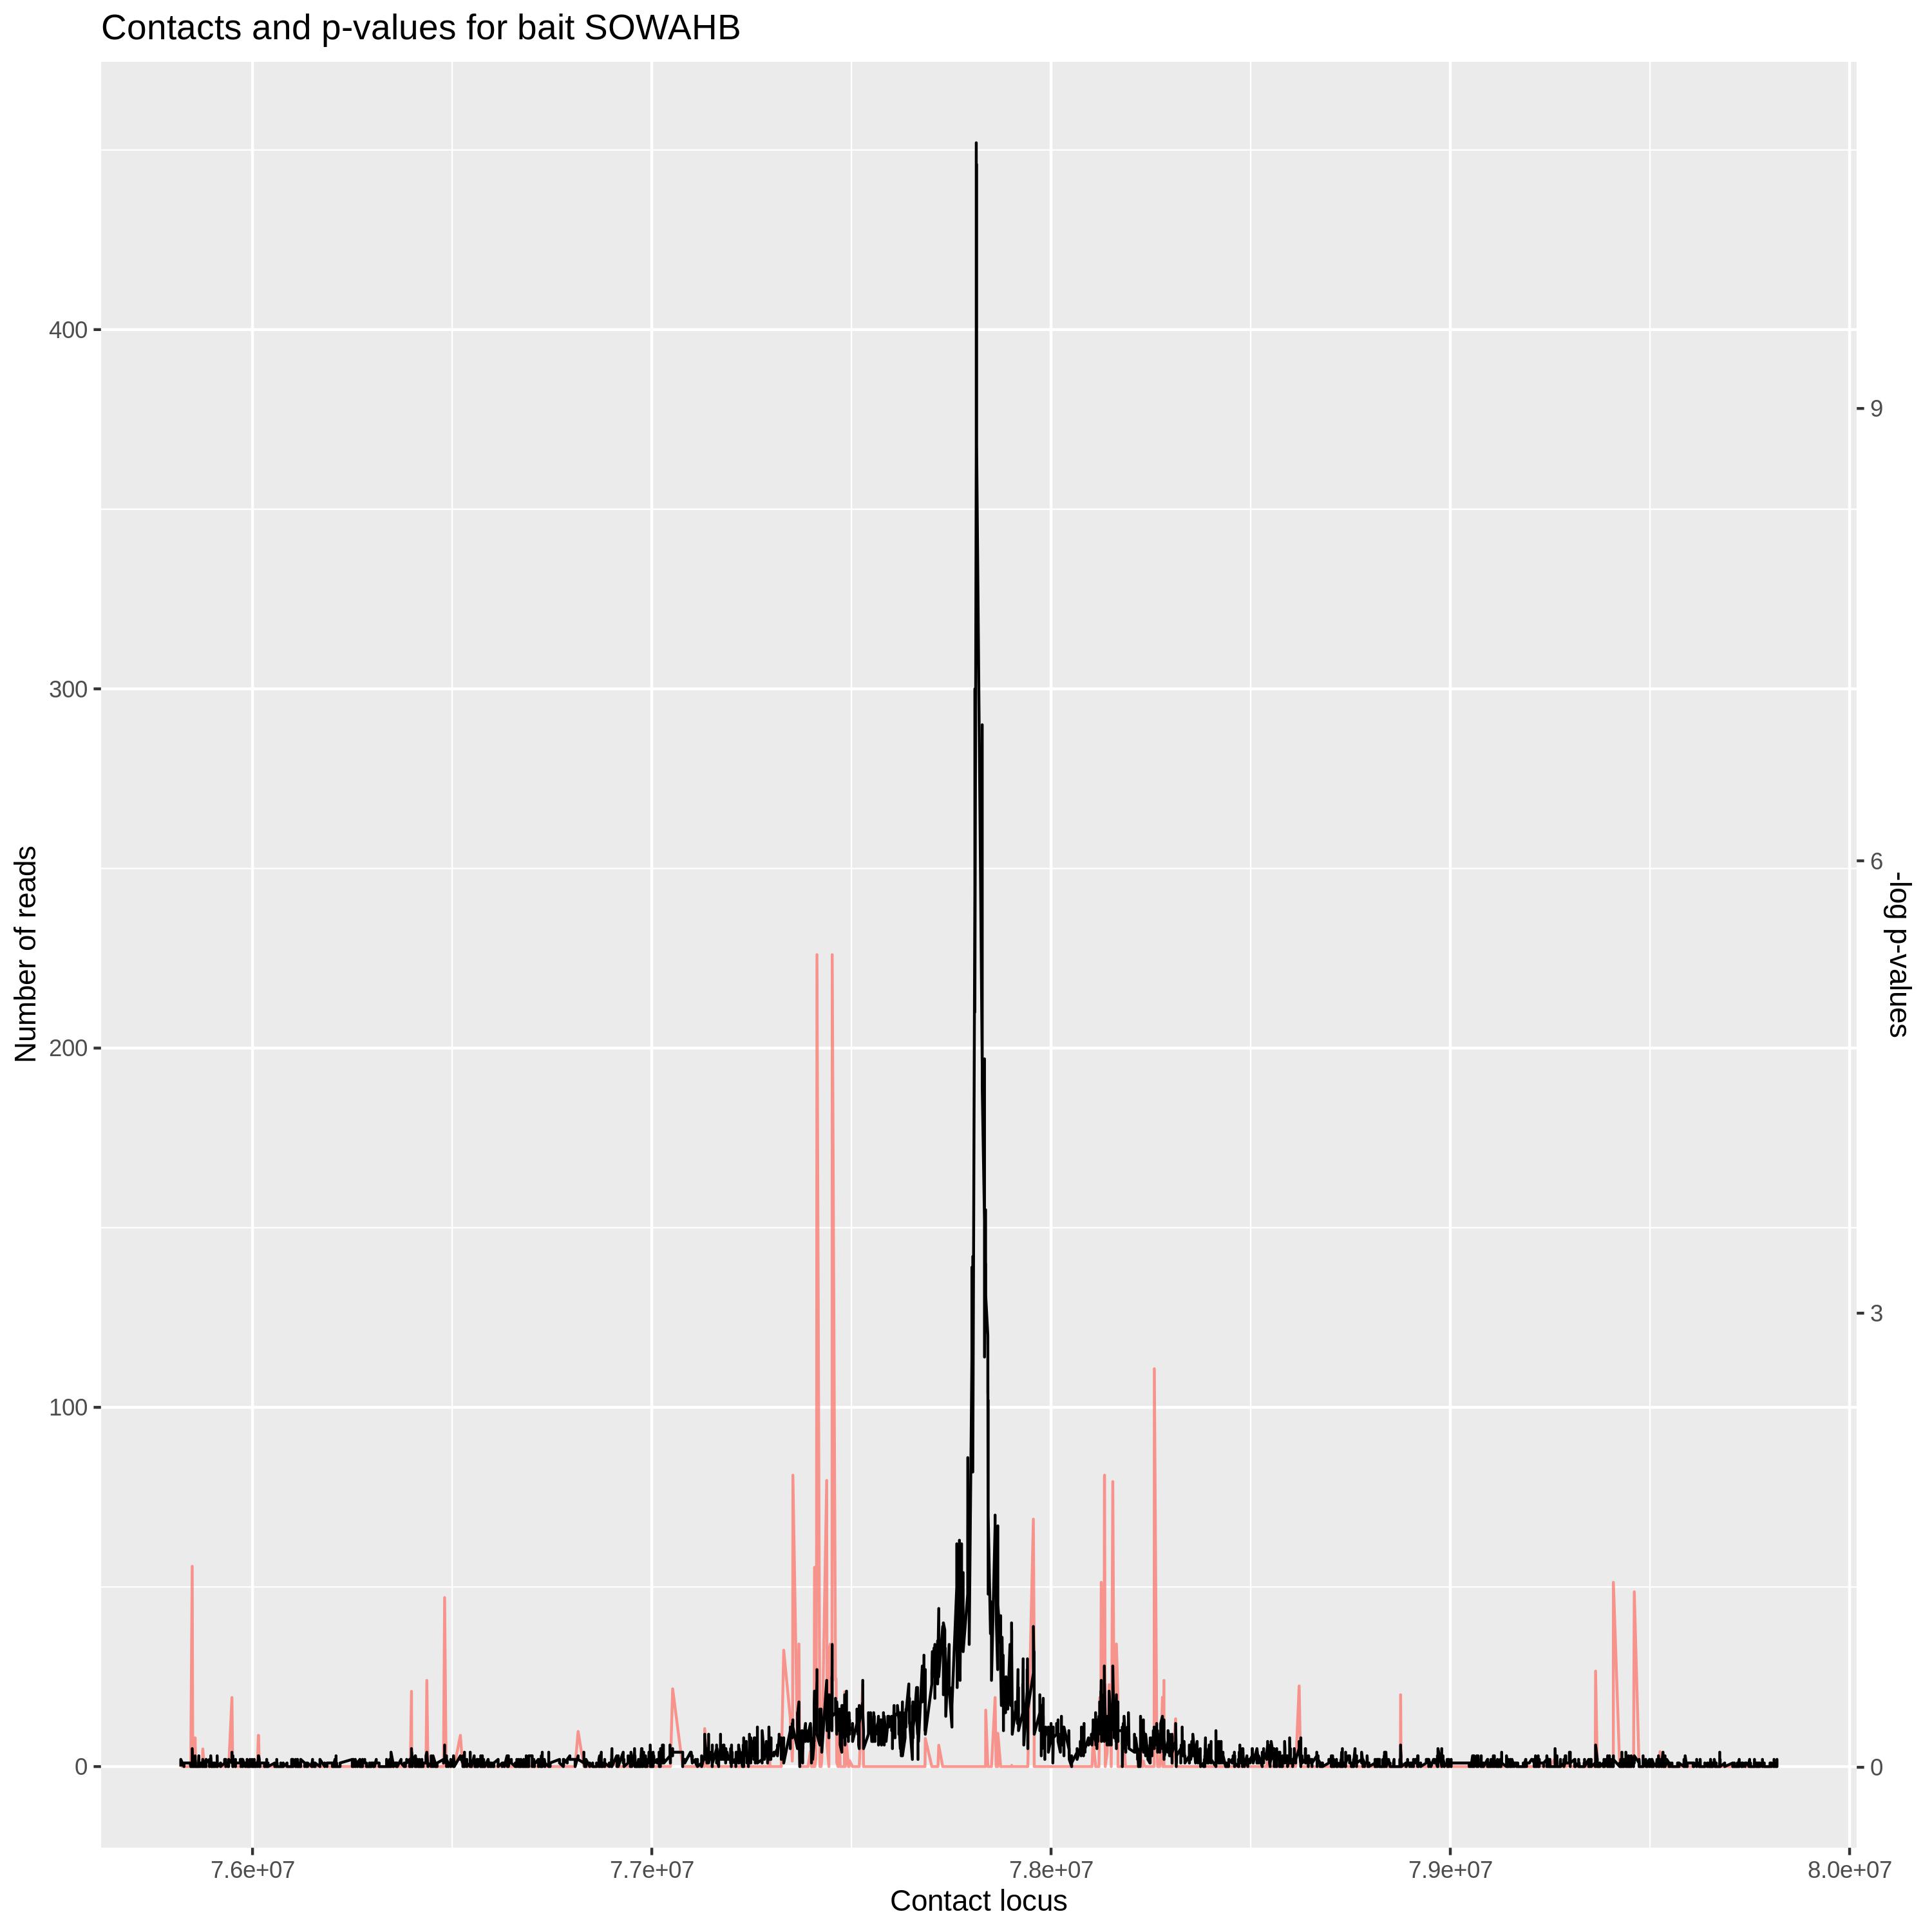 Contacts and p-values for bait SOWAHB
400
300
200
100
0
Number of reads
9
6
3
0
-log p-values
7.6e+07
7.7e+07
7.8e+07
7.9e+07
8.0e+07
Contact locus